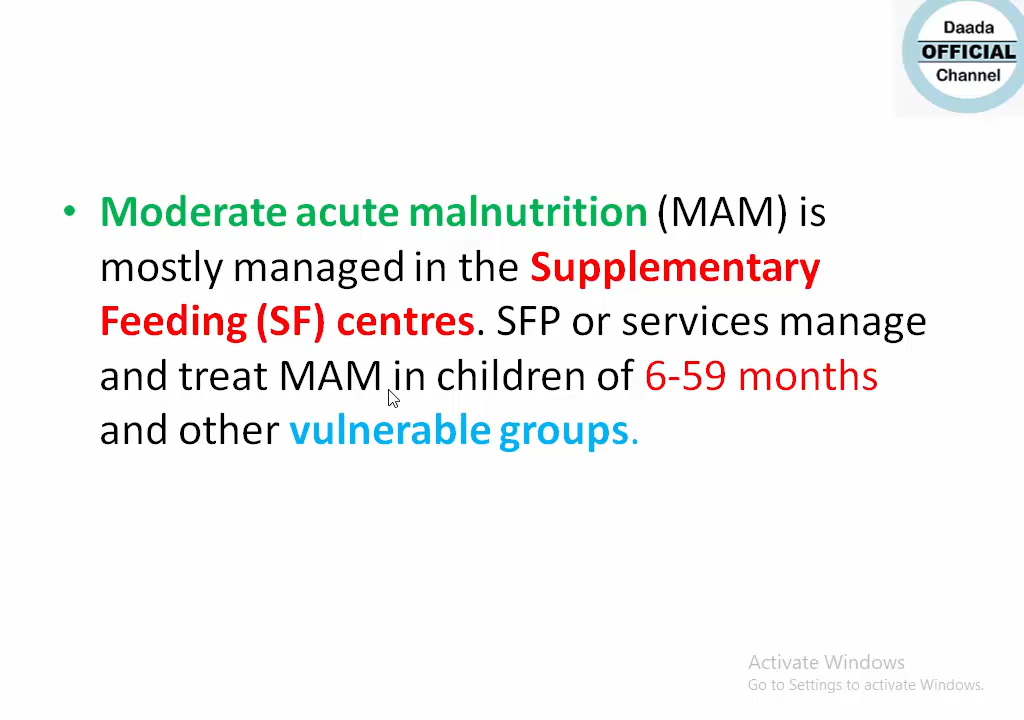 Daada
OFFICIAL
Channel
• Moderate acute malnutrition (MAM) is
mostly managed in the Supplementary
Feeding (SF) centres. SFP or services manage
and treat MAM in children of 6-59 months
and other vulnerable groups.
Activate Windows
Go to Settings to activate Windows.